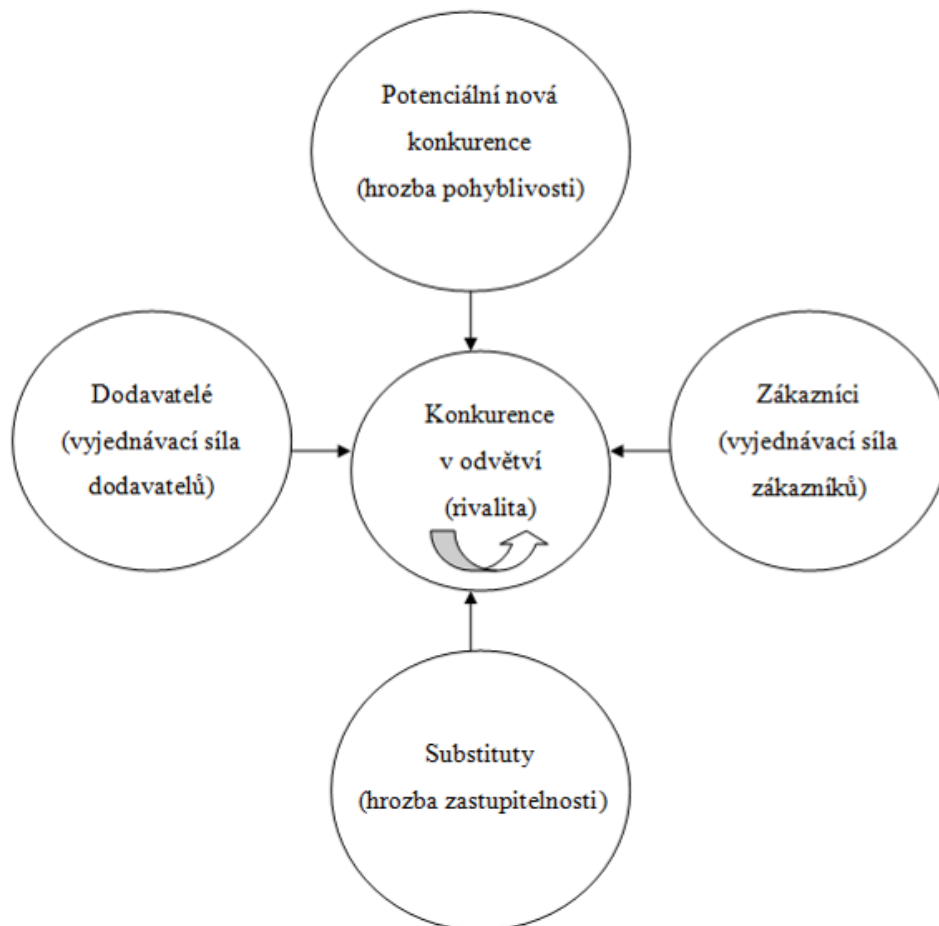 Potenciální nová
konkurence
(hrozba pohyblivosti)
Dodavatelé
(vyjednávací síla
dodavatelů)
Konkurence
v odvětví
(rivalita)
Zákazníci
(vyjednávací síla
zákazníků)
Substituty
(hrozba zastupitelnosti)